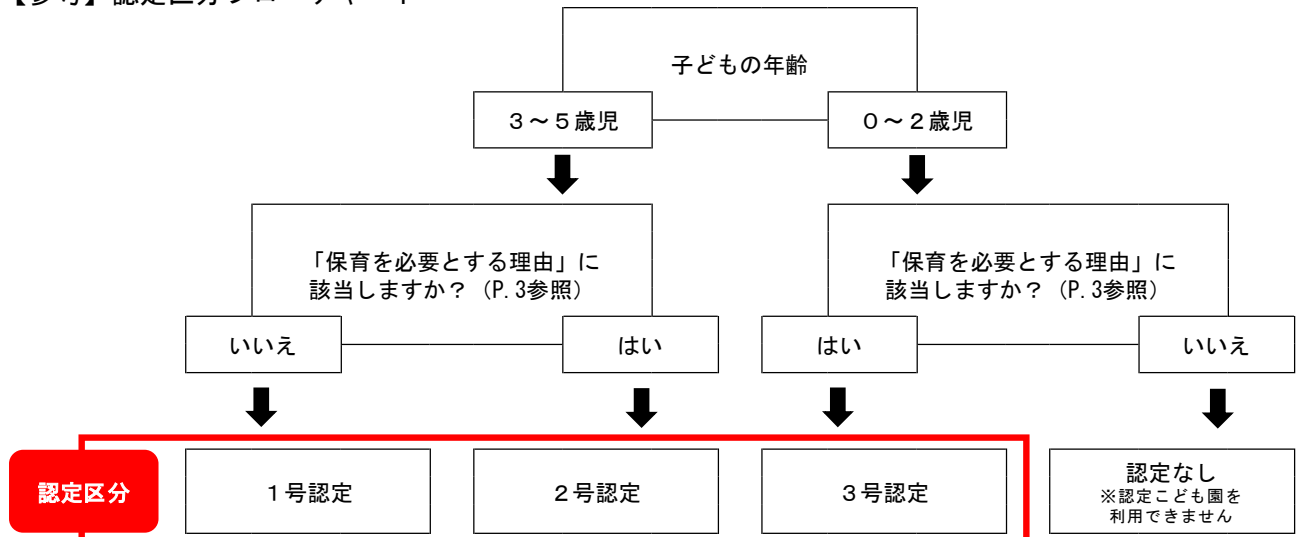 子どもの年齢
3~5歳児
0~2歳児
「保育を必要とする理由」に
該当しますか?(P.3参照)
「保育を必要とする理由」に
該当しますか?(P.3参照)
いいえ
はい
はい
いいえ
認定区分
1号認定
2号認定
3号認定
認定なし
※認定こども園を
利用できません